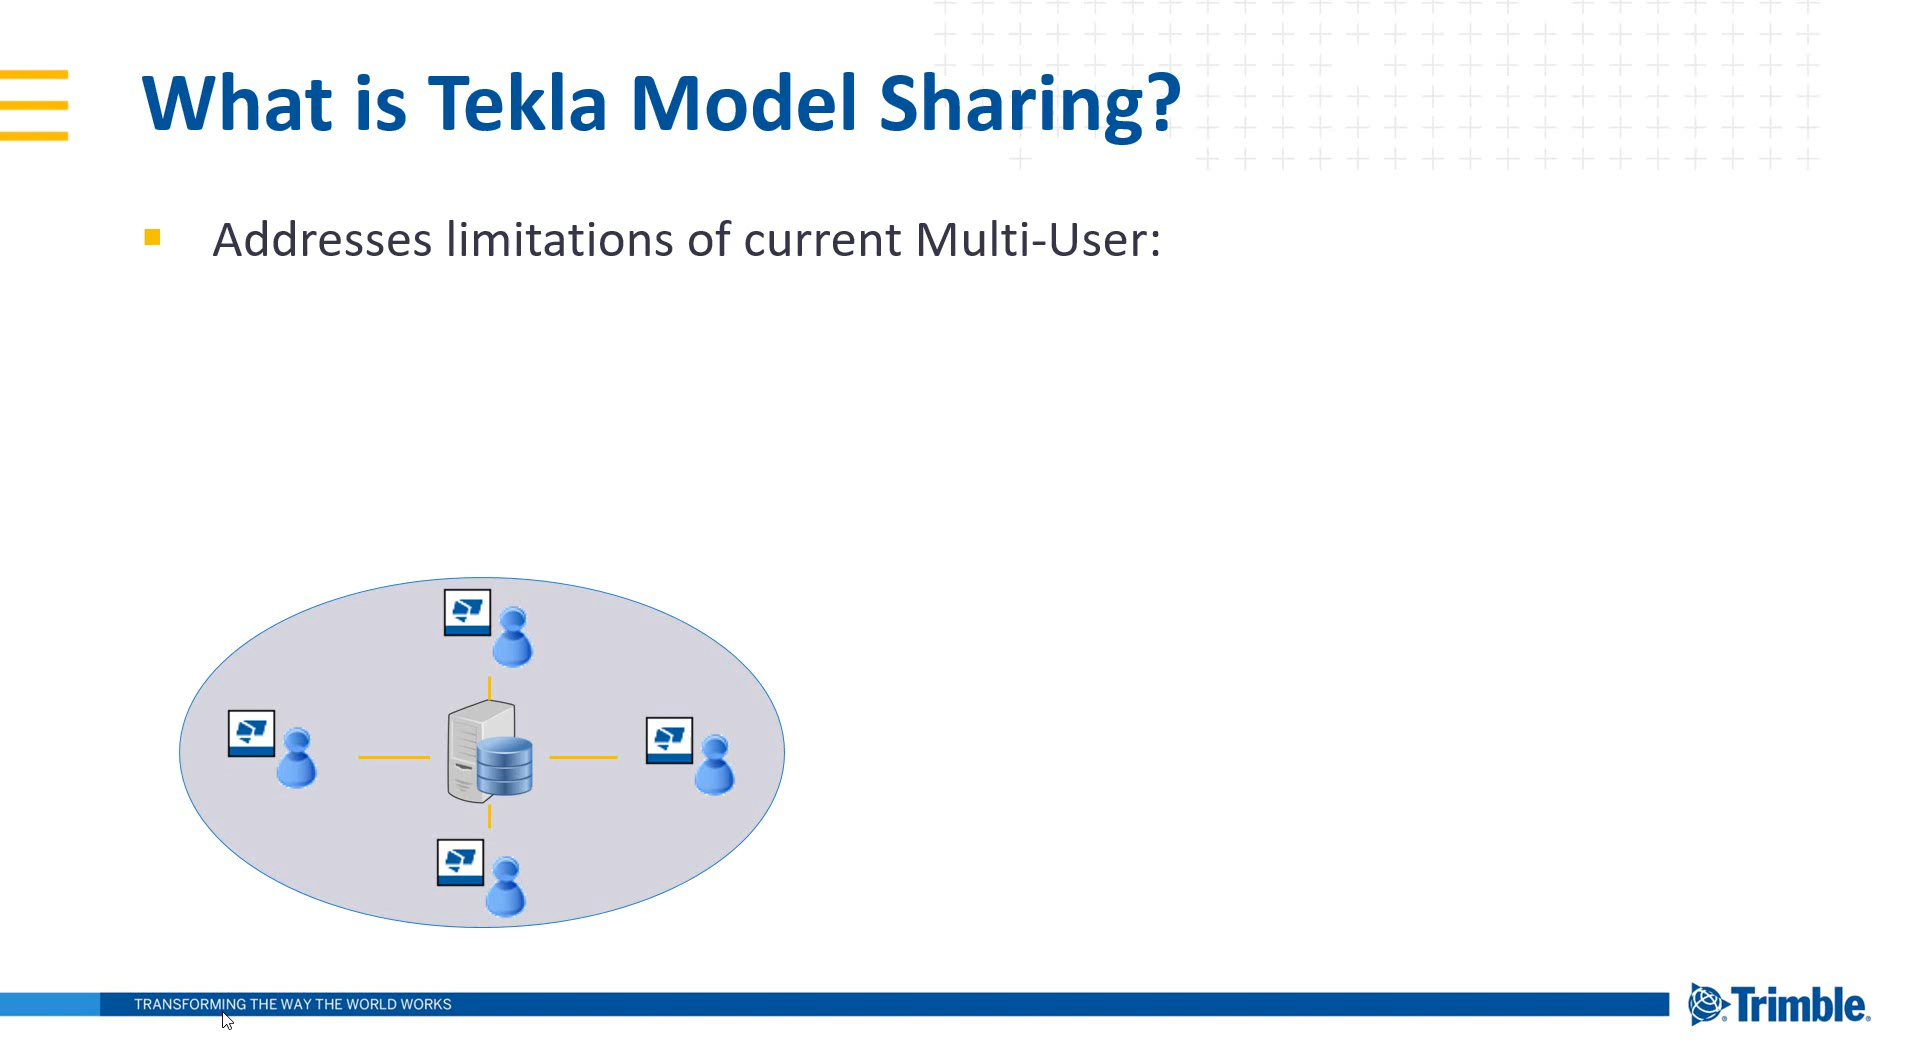 What is Tekla Model Sharing?
Addresses limitations of current Multi-User:
TRANSFORMING THE WAY THE WORLD WORKS
Trimble